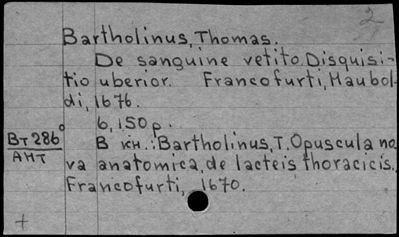 2
Bartholinus, Thomas.
De sanguine vetito Disquisi-
tio uberior. Francofurti, Haubol-
di, 1676.
6, 150 p.
Вт 286°
АНТ
В кн.: Bartholinus, T. Opuscula no-
va anatomica, de lacteis thoracicis.,
Francofurti, 1670.
+